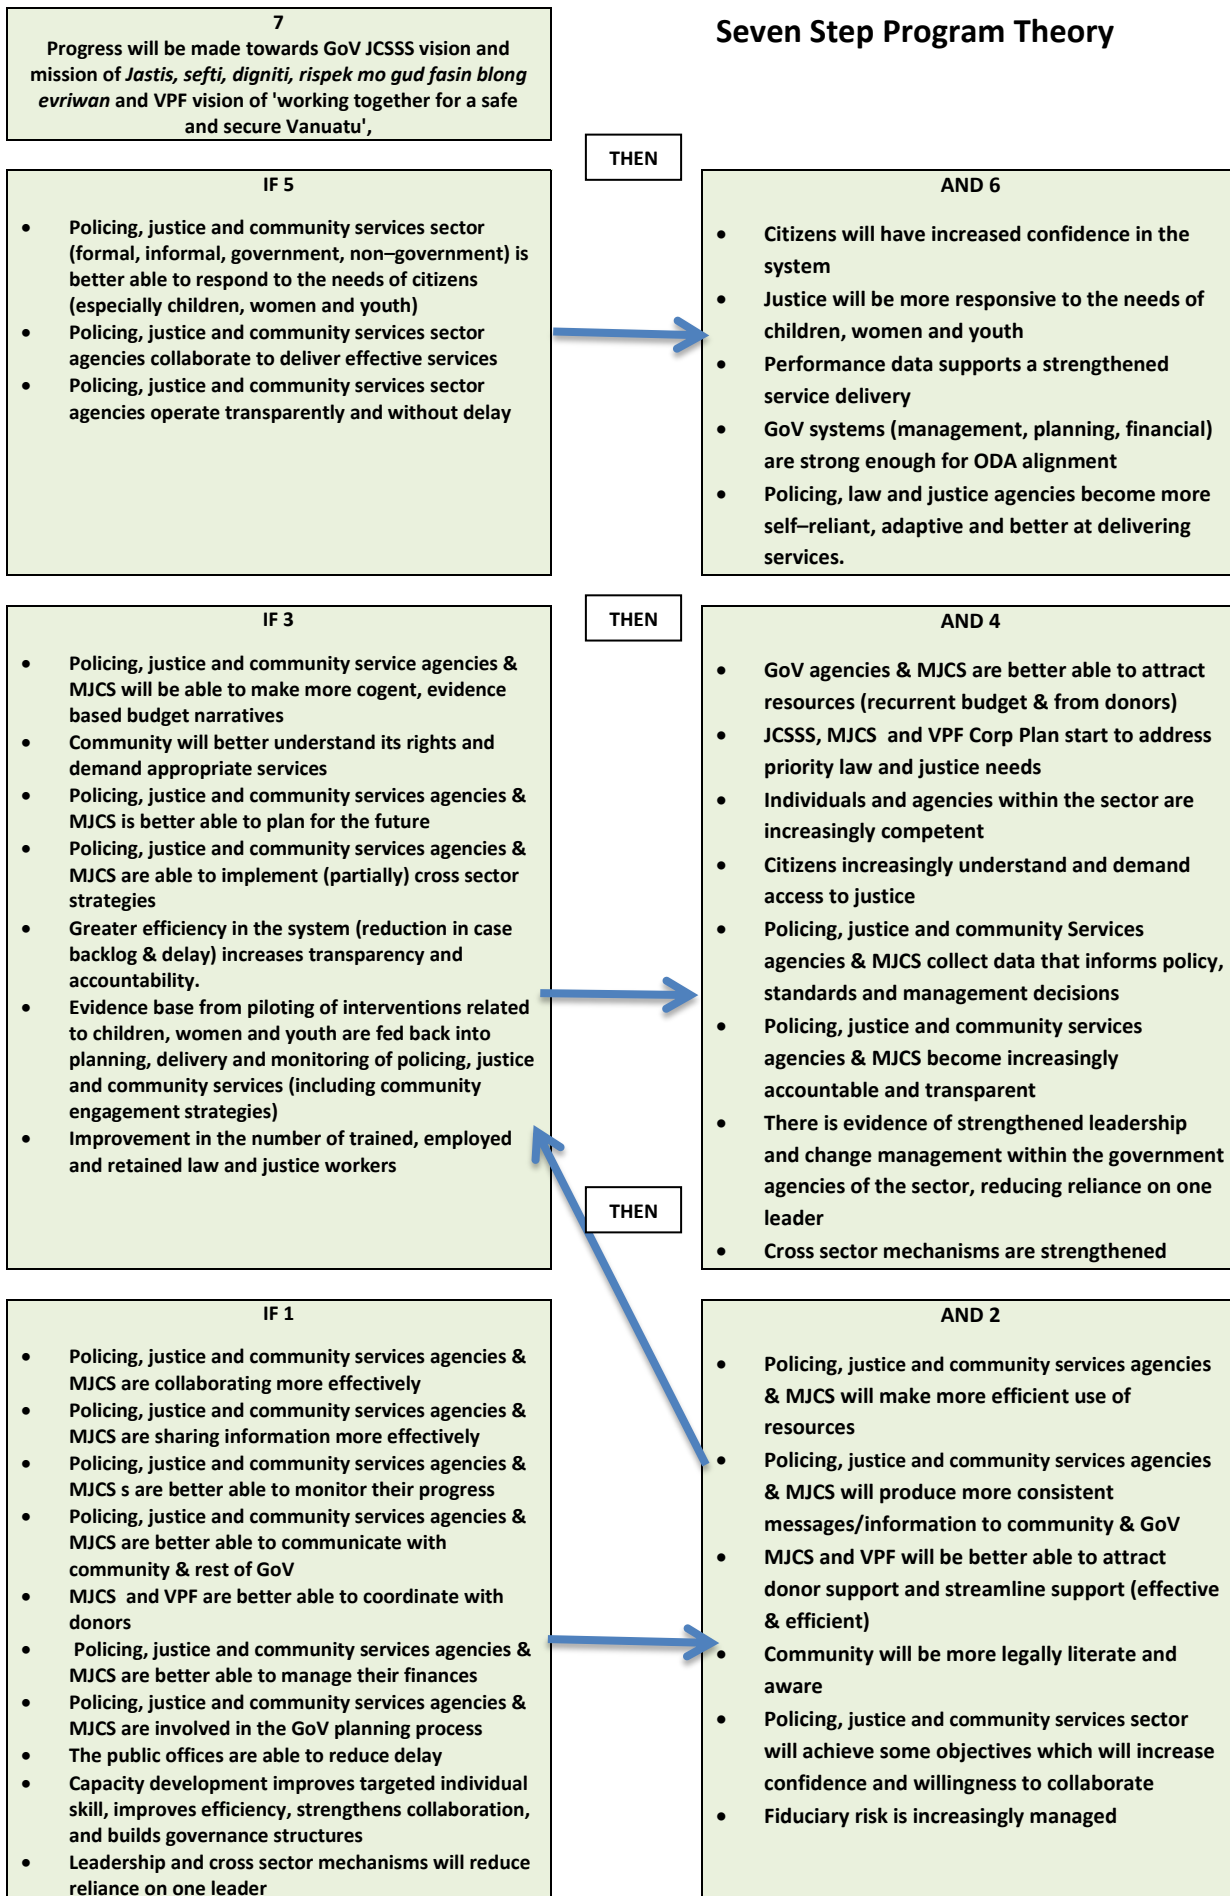 Seven Step Program Theory
7
Progress will be made towards GoV JCSSS vision and
mission of Jastis, sefti, digniti, rispek mo gud fasin blong
evriwan and VPF vision of 'working together for a safe
and secure Vanuatu',
THEN
IF 5
• Policing, justice and community services sector
(formal, informal, government, non–government) is
better able to respond to the needs of citizens
(especially children, women and youth)
• Policing, justice and community services sector
agencies collaborate to deliver effective services
• Policing, justice and community services sector
agencies operate transparently and without delay
AND 6
• Citizens will have increased confidence in the
system
• Justice will be more responsive to the needs of
children, women and youth
• Performance data supports a strengthened
service delivery
• GoV systems (management, planning, financial)
are strong enough for ODA alignment
• Policing, law and justice agencies become more
self–reliant, adaptive and better at delivering
services.
THEN
IF 3
• Policing, justice and community service agencies &
MJCS will be able to make more cogent, evidence
based budget narratives
• Community will better understand its rights and
demand appropriate services
• Policing, justice and community services agencies &
MJCS is better able to plan for the future
• Policing, justice and community services agencies &
MJCS are able to implement (partially) cross sector
strategies
• Greater efficiency in the system (reduction in case
backlog & delay) increases transparency and
accountability.
• Evidence base from piloting of interventions related
to children, women and youth are fed back into
planning, delivery and monitoring of policing, justice
and community services (including community
engagement strategies)
• Improvement in the number of trained, employed
and retained law and justice workers
AND 4
• GoV agencies & MJCS are better able to attract
resources (recurrent budget & from donors)
• JCSSS, MJCS and VPF Corp Plan start to address
priority law and justice needs
• Individuals and agencies within the sector are
increasingly competent
• Citizens increasingly understand and demand
access to justice
• Policing, justice and community Services
agencies & MJCS collect data that informs policy,
standards and management decisions
• Policing, justice and community services
agencies & MJCS become increasingly
accountable and transparent
• There is evidence of strengthened leadership
and change management within the government
agencies of the sector, reducing reliance on one
leader
• Cross sector mechanisms are strengthened
THEN
IF 1
• Policing, justice and community services agencies &
MJCS are collaborating more effectively
• Policing, justice and community services agencies &
MJCS are sharing information more effectively
• Policing, justice and community services agencies &
MJCS s are better able to monitor their progress
• Policing, justice and community services agencies &
MJCS are better able to communicate with
community & rest of GoV
• MJCS and VPF are better able to coordinate with
donors
• Policing, justice and community services agencies &
MJCS are better able to manage their finances
• Policing, justice and community services agencies &
MJCS are involved in the GoV planning process
• The public offices are able to reduce delay
• Capacity development improves targeted individual
skill, improves efficiency, strengthens collaboration,
and builds governance structures
• Leadership and cross sector mechanisms will reduce
reliance on one leader
AND 2
• Policing, justice and community services agencies
& MJCS will make more efficient use of
resources
• Policing, justice and community services agencies
& MJCS will produce more consistent
messages/information to community & GoV
• MJCS and VPF will be better able to attract
donor support and streamline support (effective
& efficient)
• Community will be more legally literate and
aware
• Policing, justice and community services sector
will achieve some objectives which will increase
confidence and willingness to collaborate
• Fiduciary risk is increasingly managed